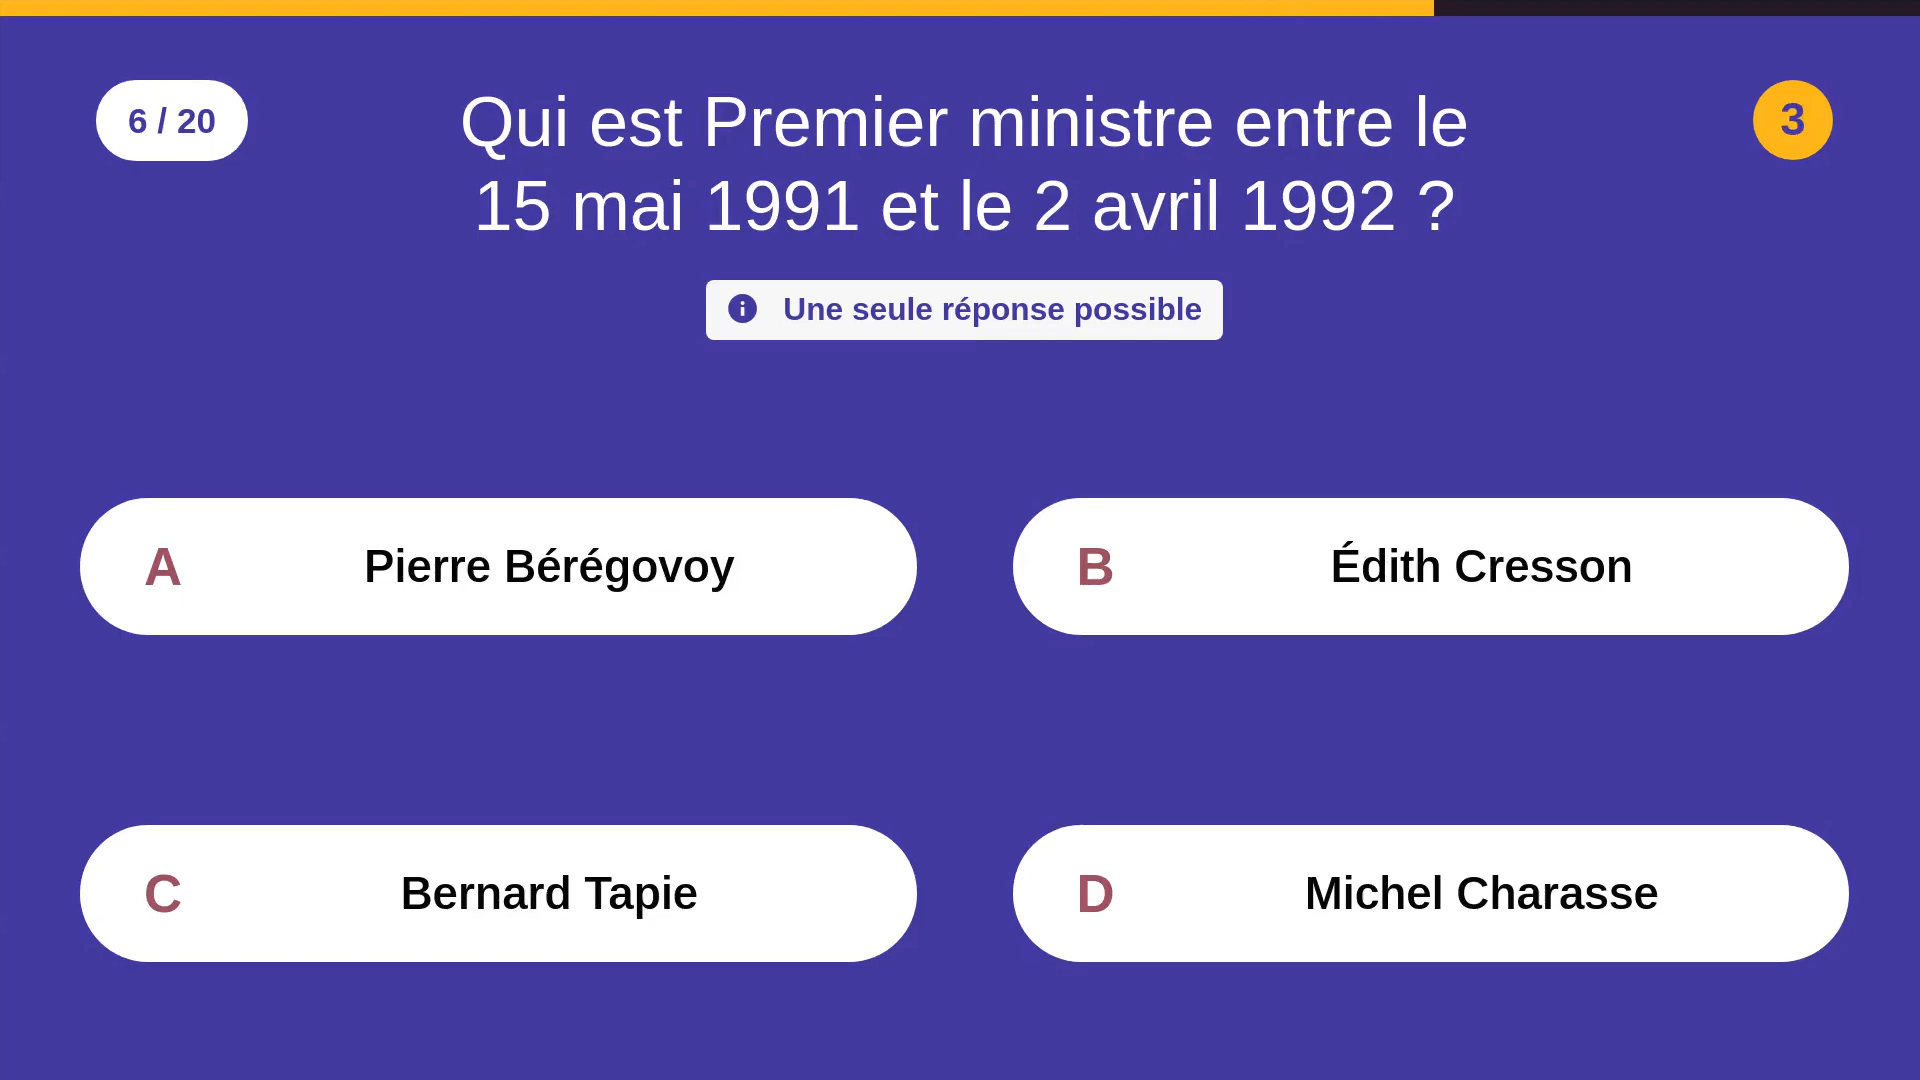 6 / 20
Qui est Premier ministre entre le
15 mai 1991 et le 2 avril 1992 ?
3
Une seule réponse possible
A Pierre Bérégovoy
B Édith Cresson
C Bernard Tapie
D Michel Charasse